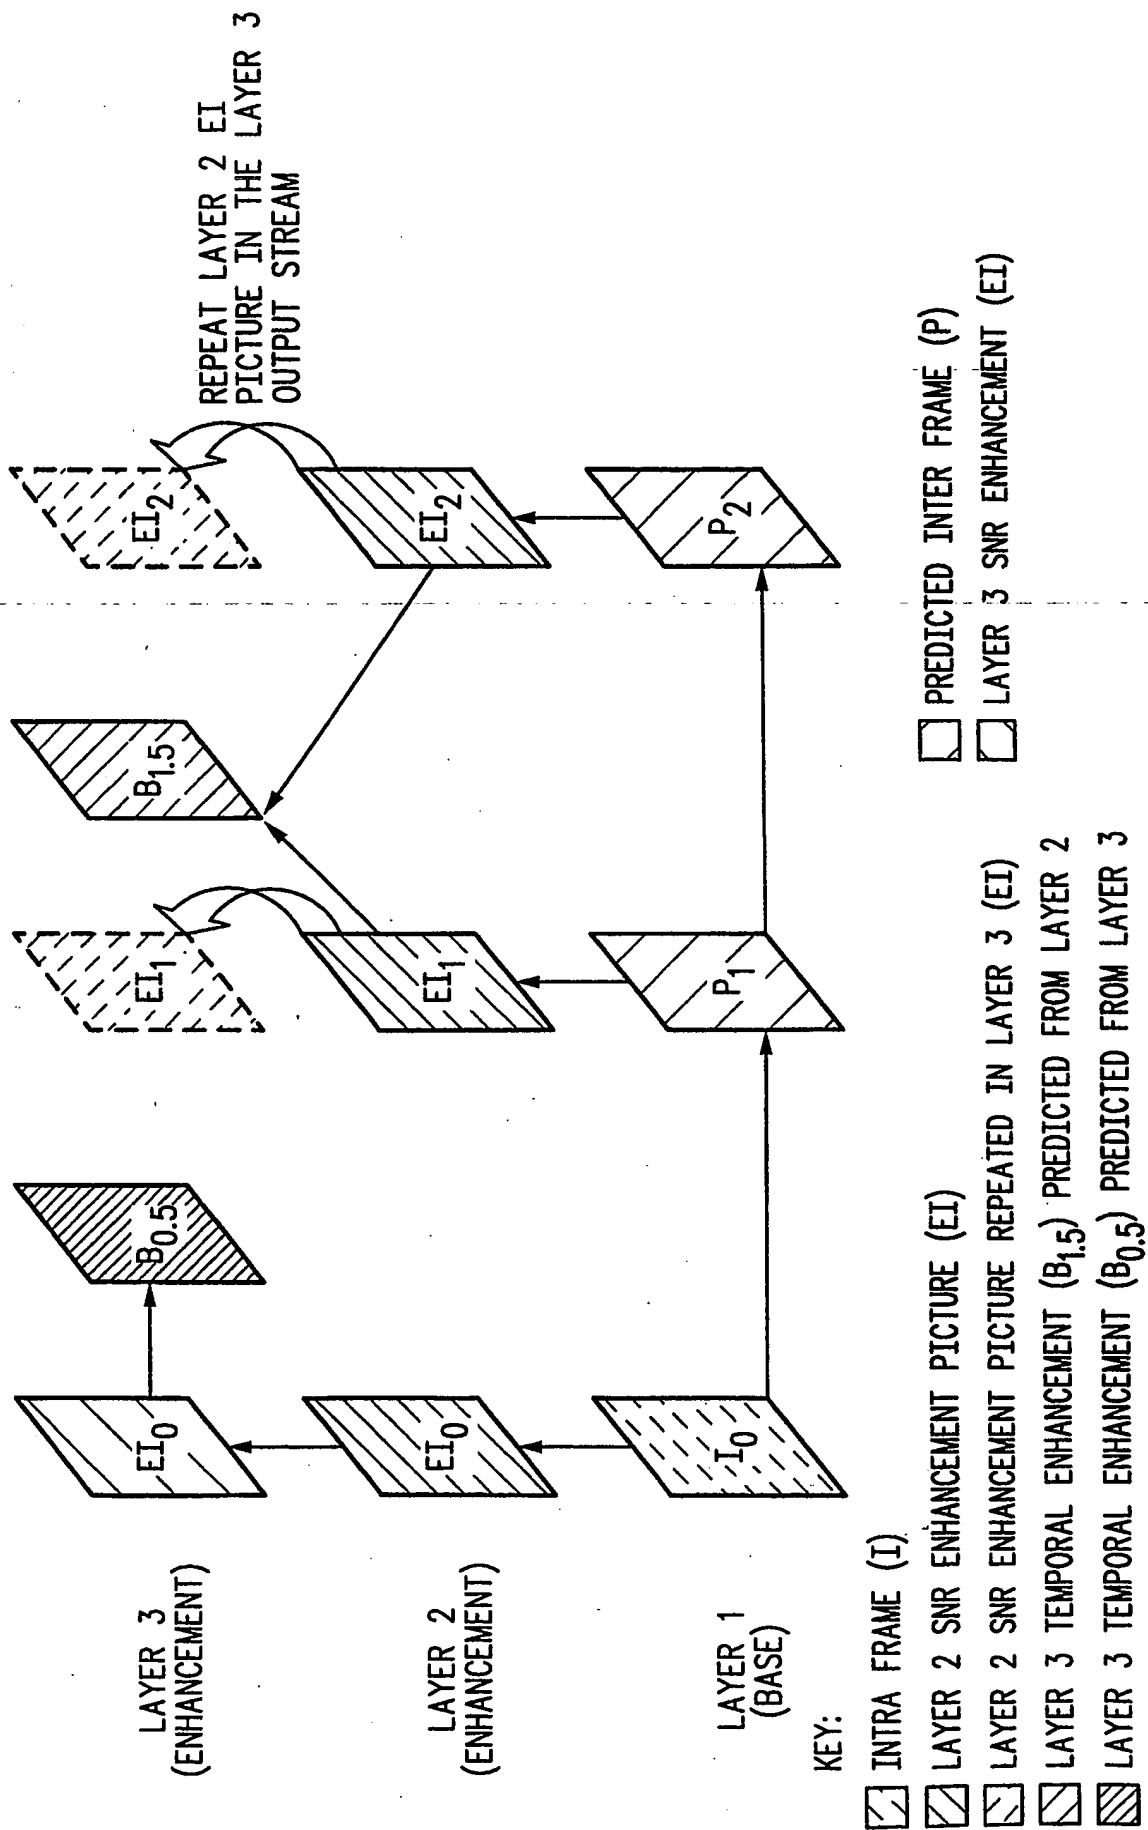 LAYER 3
(ENHANCEMENT)
EI0
B0.5
EI1
B1.5
EI2
REPEAT LAYER 2 EI
PICTURE IN THE LAYER 3
OUTPUT STREAM
LAYER 2
(ENHANCEMENT)
EI0
EI1
EI2
LAYER 1
(BASE)
I0
P1
P2
KEY:
INTRA FRAME (I)
LAYER 2 SNR ENHANCEMENT PICTURE (EI)
LAYER 2 SNR ENHANCEMENT PICTURE REPEATED IN LAYER 3 (EI)
LAYER 3 TEMPORAL ENHANCEMENT (B1.5) PREDICTED FROM LAYER 2
LAYER 3 TEMPORAL ENHANCEMENT (B0.5) PREDICTED FROM LAYER 3
PREDICTED INTER FRAME (P)
LAYER 3 SNR ENHANCEMENT (EI)